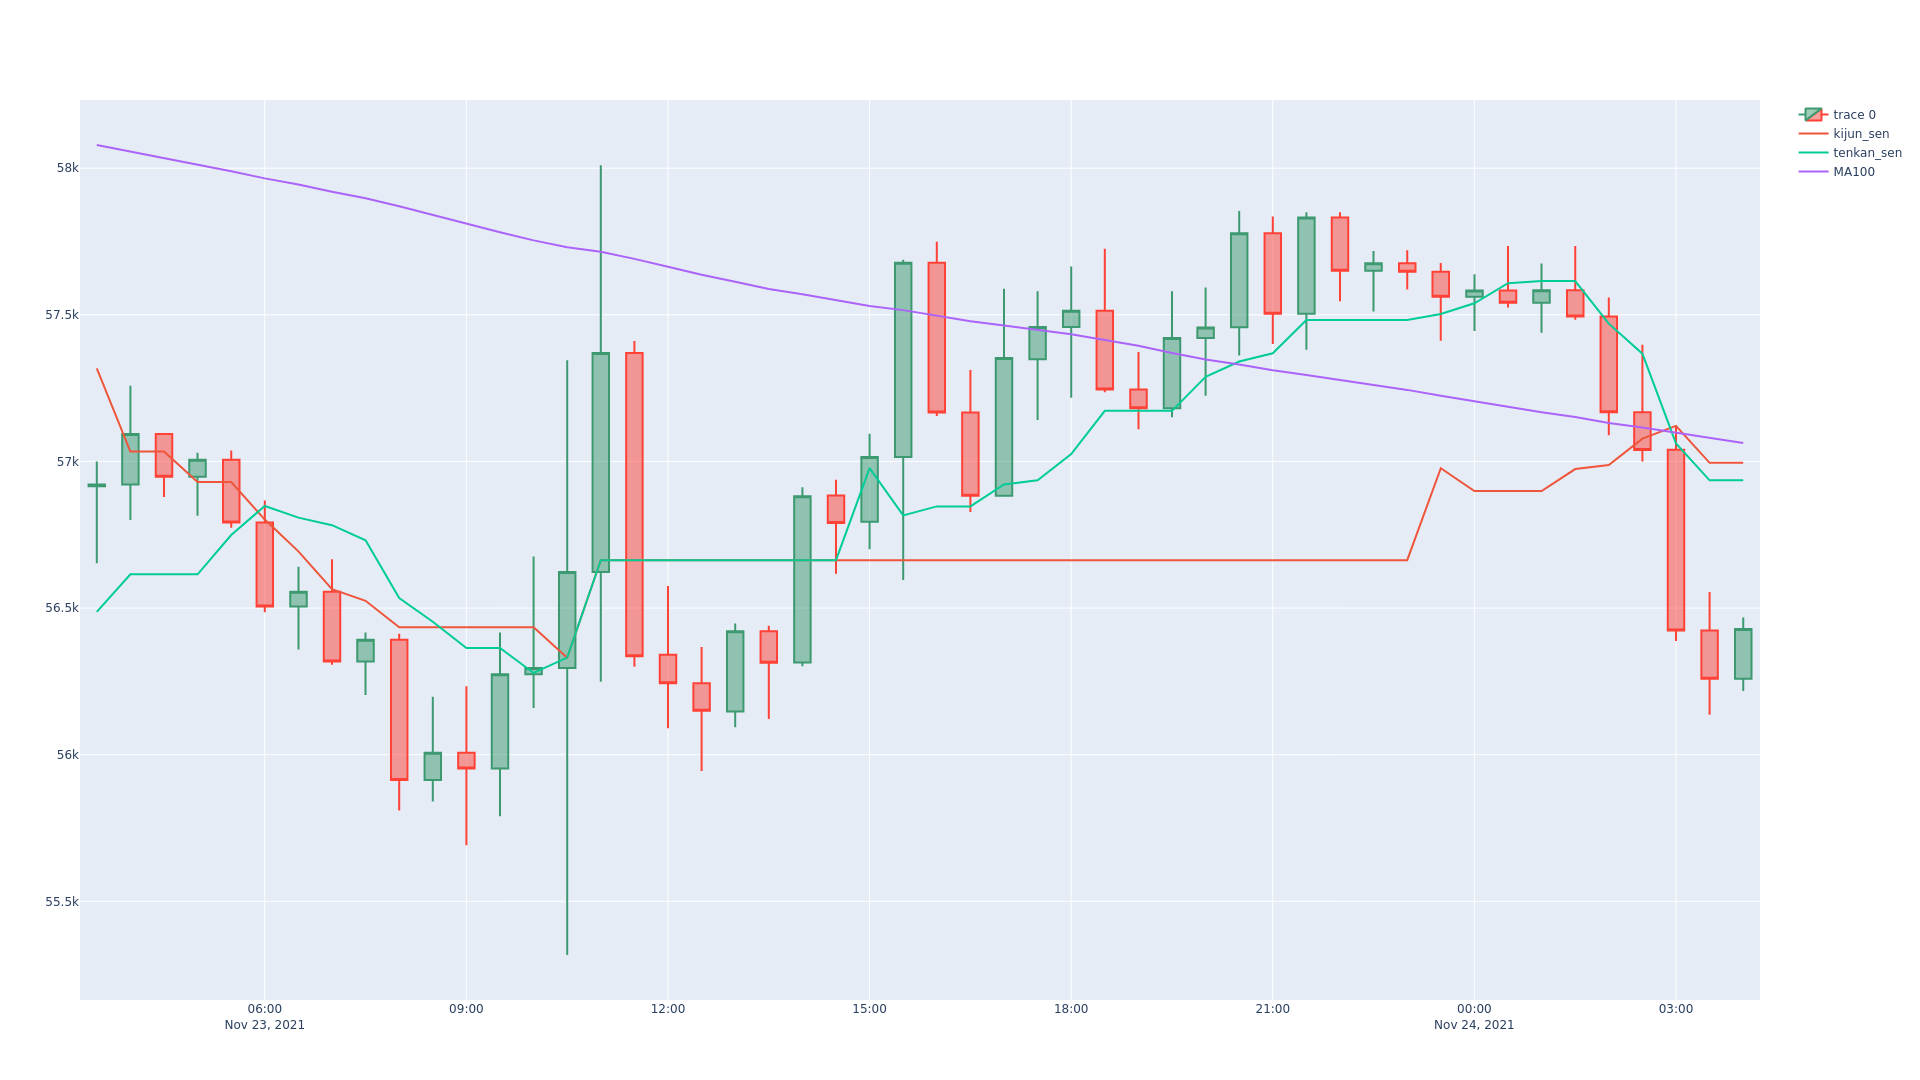 trace 0
kijun_sen
tenkan_sen
MA100
58k
57.5k
57k
56.5k
56k
55.5k
06:00 09:00 12:00 15:00 18:00 21:00 00:00 03:00
Nov 23, 2021 Nov 24, 2021